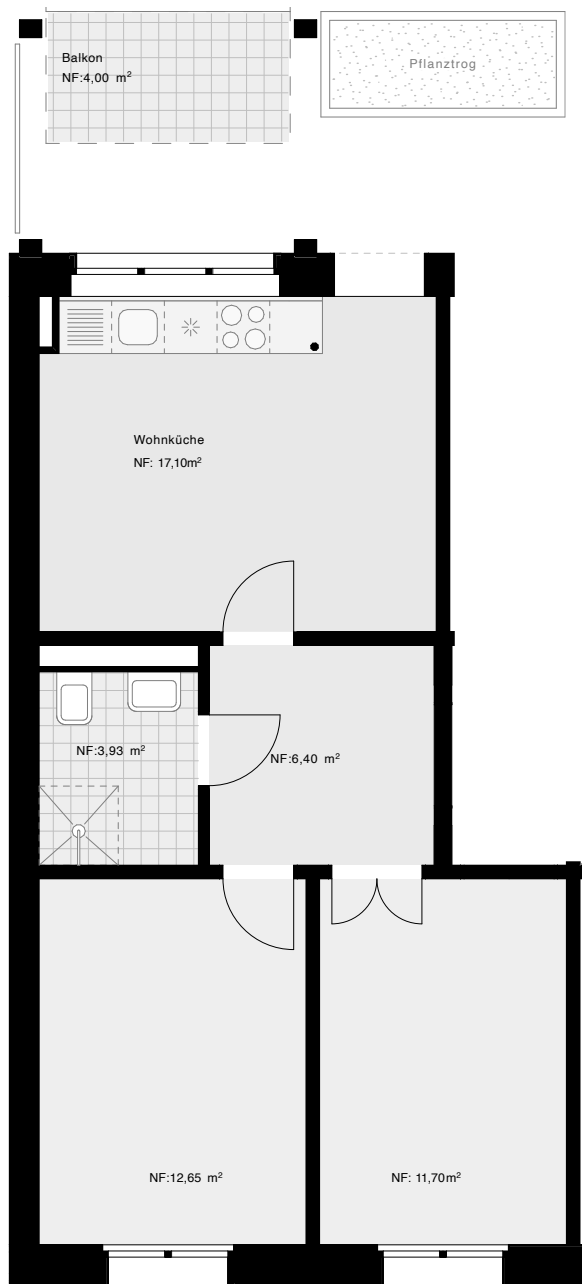 Balkon
NF:4,00 m²
Pflanztrog
Wohnküche
NF: 17,10m²
NF:3,93 m²
NF:6,40 m²
NF:12,65 m²
NF: 11,70m²